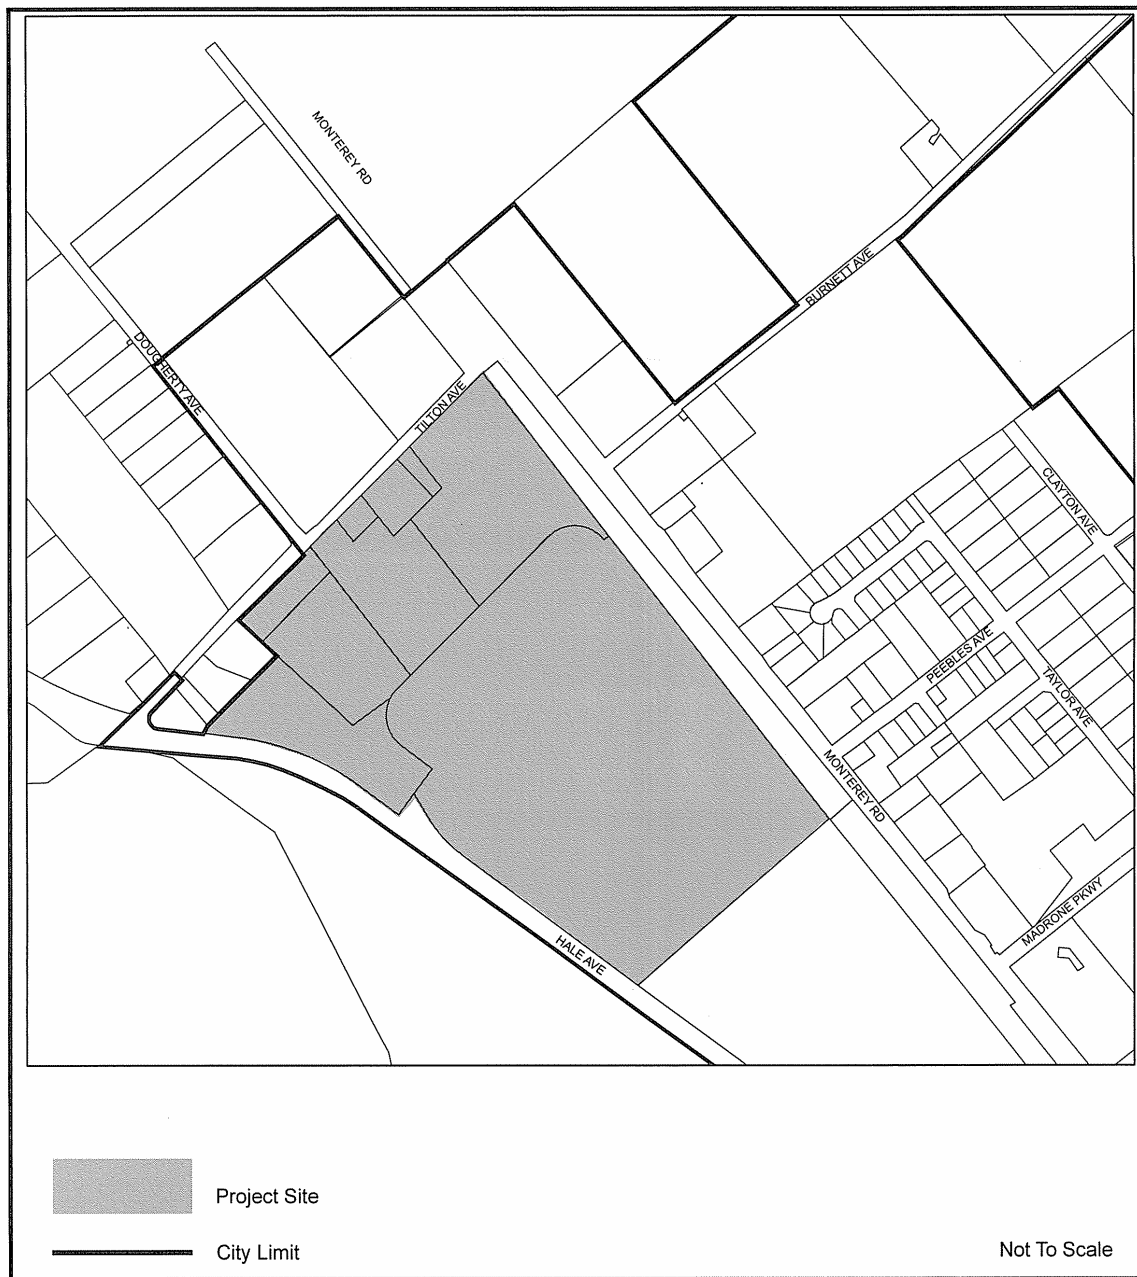 MONTEREY RD
BURNETT AVE
DOUGHERTY AVE
TILTON AVE
CLAYTON AVE
PEEBLES AVE
TAYLOR AVE
MONTEREY RD
MADRONE PKWY
HALE AVE
Project Site
City Limit
Not To Scale